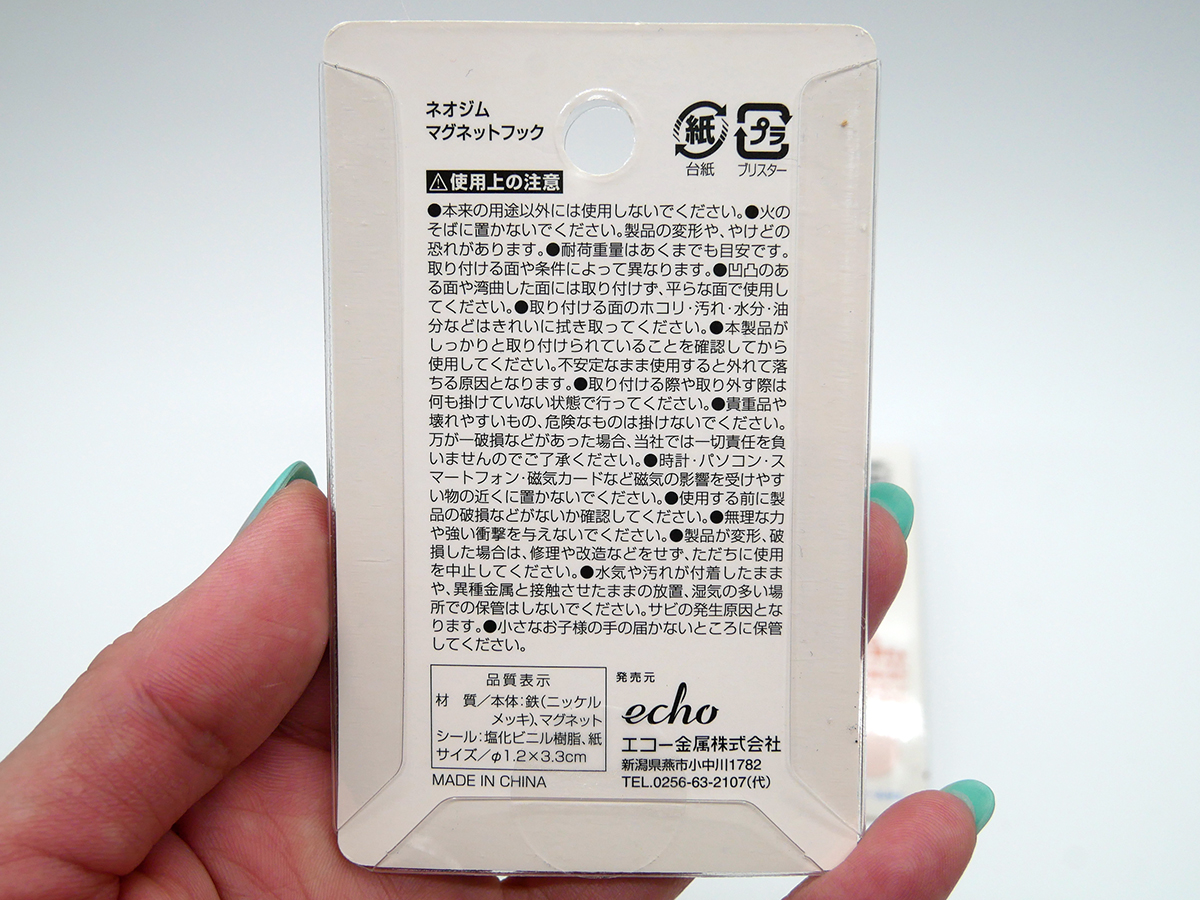 ネオジム
マグネットフック
紙
台紙
プラ
ブリスター
使用上の注意
●本来の用途以外には使用しないでください。●火の
そばに置かないでください。製品の変形や、やけどの
恐れがあります。●耐荷重量はあくまでも目安です。
取り付ける面や条件によって異なります。●凹凸のあ
る面や湾曲した面には取り付けず、平らな面で使用し
てください。●取り付ける面のホコリ・汚れ・水分・油
分などはきれいに拭き取ってください。●本製品が
しっかりと取り付けられていることを確認してから
使用してください。不安定なまま使用すると外れて落
ちる原因となります。●取り付ける際や取り外す際は
何も掛けていない状態で行ってください。●貴重品や
壊れやすいもの、危険なものは掛けないでください。
万が一破損などがあった場合、当社では一切責任を負
いませんのでご了承ください。●時計・パソコン・ス
マートフォン・磁気カードなど磁気の影響を受けやす
い物の近くに置かないでください。●使用する前に製
品の破損などがないか確認してください。●無理な力
や強い衝撃を与えないでください。●製品が変形、破
損した場合は、修理や改造などをせず、ただちに使用
を中止してください。●水気や汚れが付着したまま
や、異種金属と接触させたままの放置、湿気の多い場
所での保管はしないでください。サビの発生原因とな
ります。●小さなお子様の手の届かないところに保管
してください。
品質表示
材 質/本体:鉄(ニッケル
メッキ)、マグネット
シール:塩化ビニル樹脂、紙
サイズ/φ1.2×3.3cm
MADE IN CHINA
発売元
echo
エコー金属株式会社
新潟県燕市小中川1782
TEL.0256-63-2107(代)